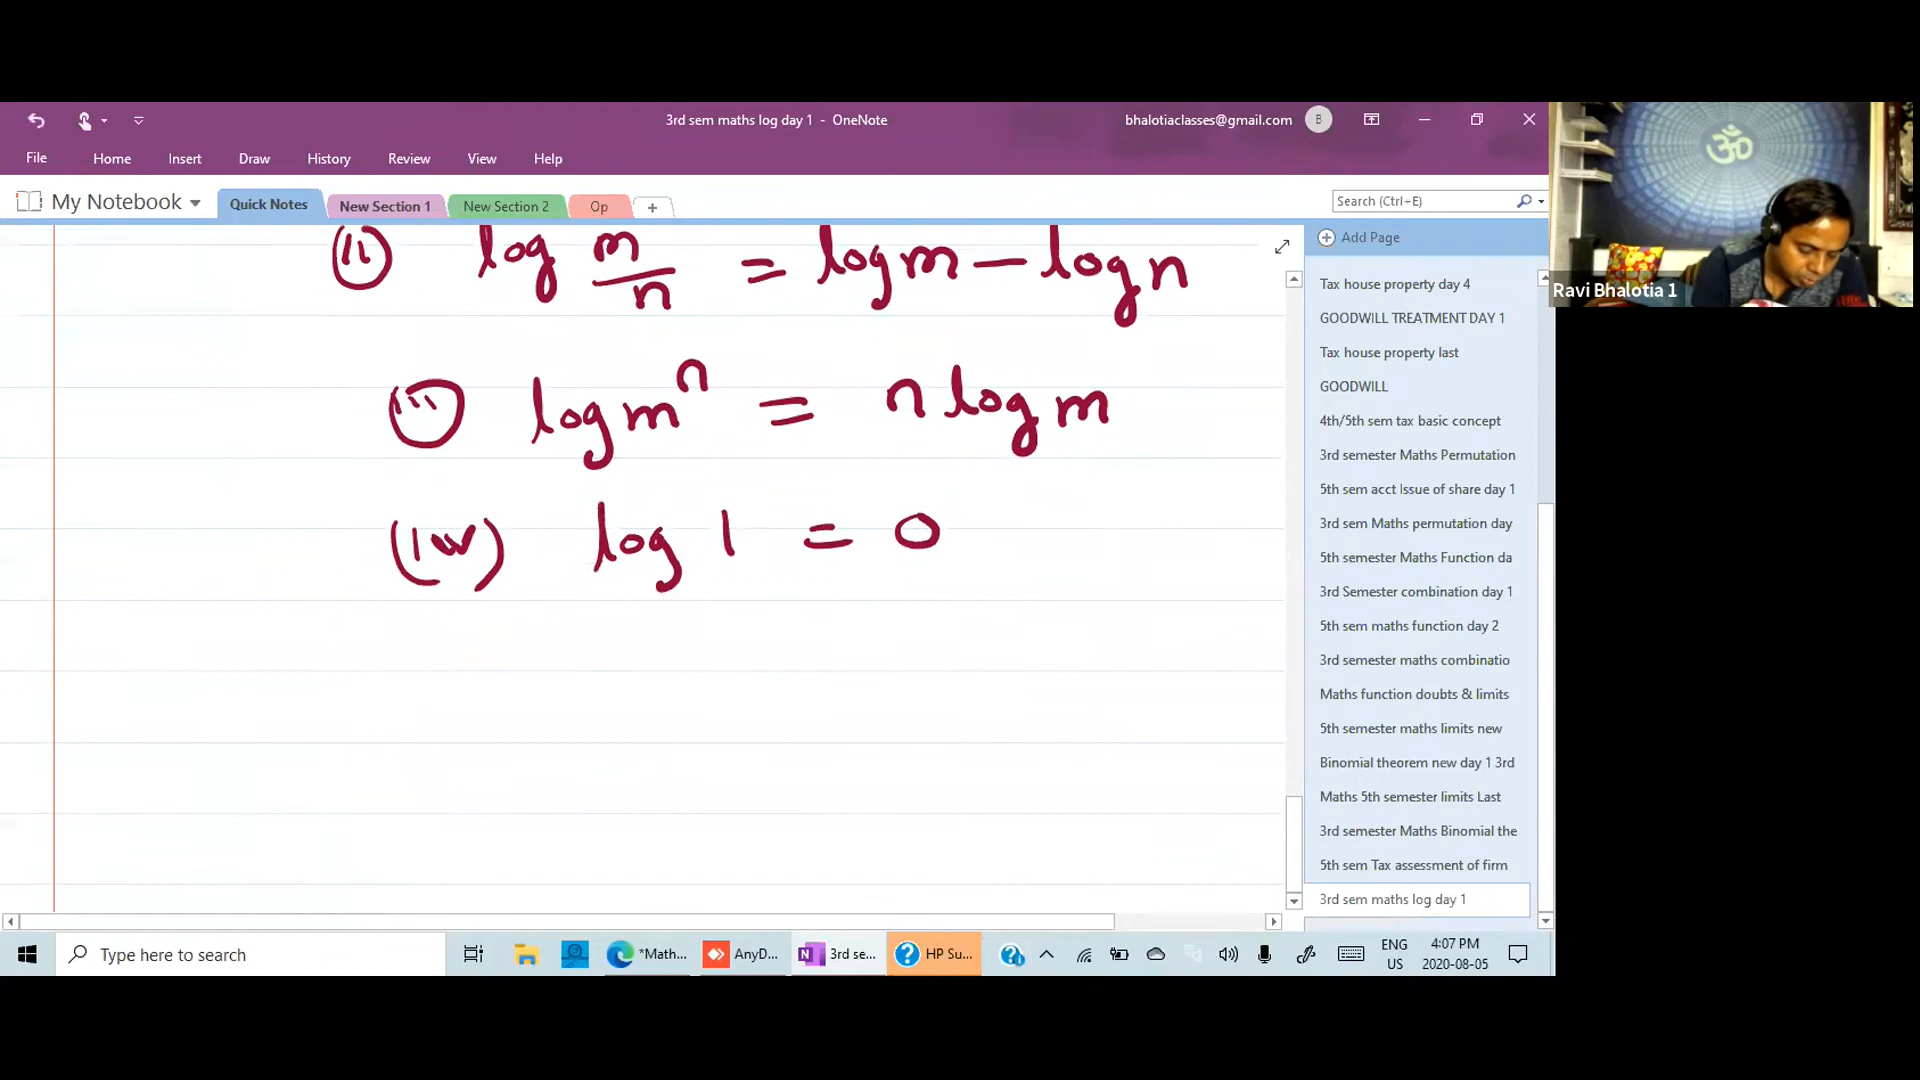 3rd sem maths log day 1 - OneNote
bhalotiaclasses@gmail.com
B
File Home Insert Draw History Review View Help
My Notebook
Quick Notes
New Section 1
New Section 2
Op
Search (Ctrl+E)
(ii) log m/n = log m - log n
(iii) log m^n = n log m
(iv) log 1 = 0
Add Page
Tax house property day 4
GOODWILL TREATMENT DAY 1
Tax house property last
GOODWILL
4th/5th sem tax basic concept
3rd semester Maths Permutation
5th sem acct Issue of share day 1
3rd sem Maths permutation day
5th semester Maths Function da
3rd Semester combination day 1
5th sem maths function day 2
3rd semester maths combinatio
Maths function doubts & limits
5th semester maths limits new
Binomial theorem new day 1 3rd
Maths 5th semester limits Last
3rd semester Maths Binomial the
5th sem Tax assessment of firm
3rd sem maths log day 1
ॐ
Ravi Bhalotia 1
Type here to search
*Math...
AnyD...
3rd se...
HP Su...
ENG
US
4:07 PM
2020-08-05